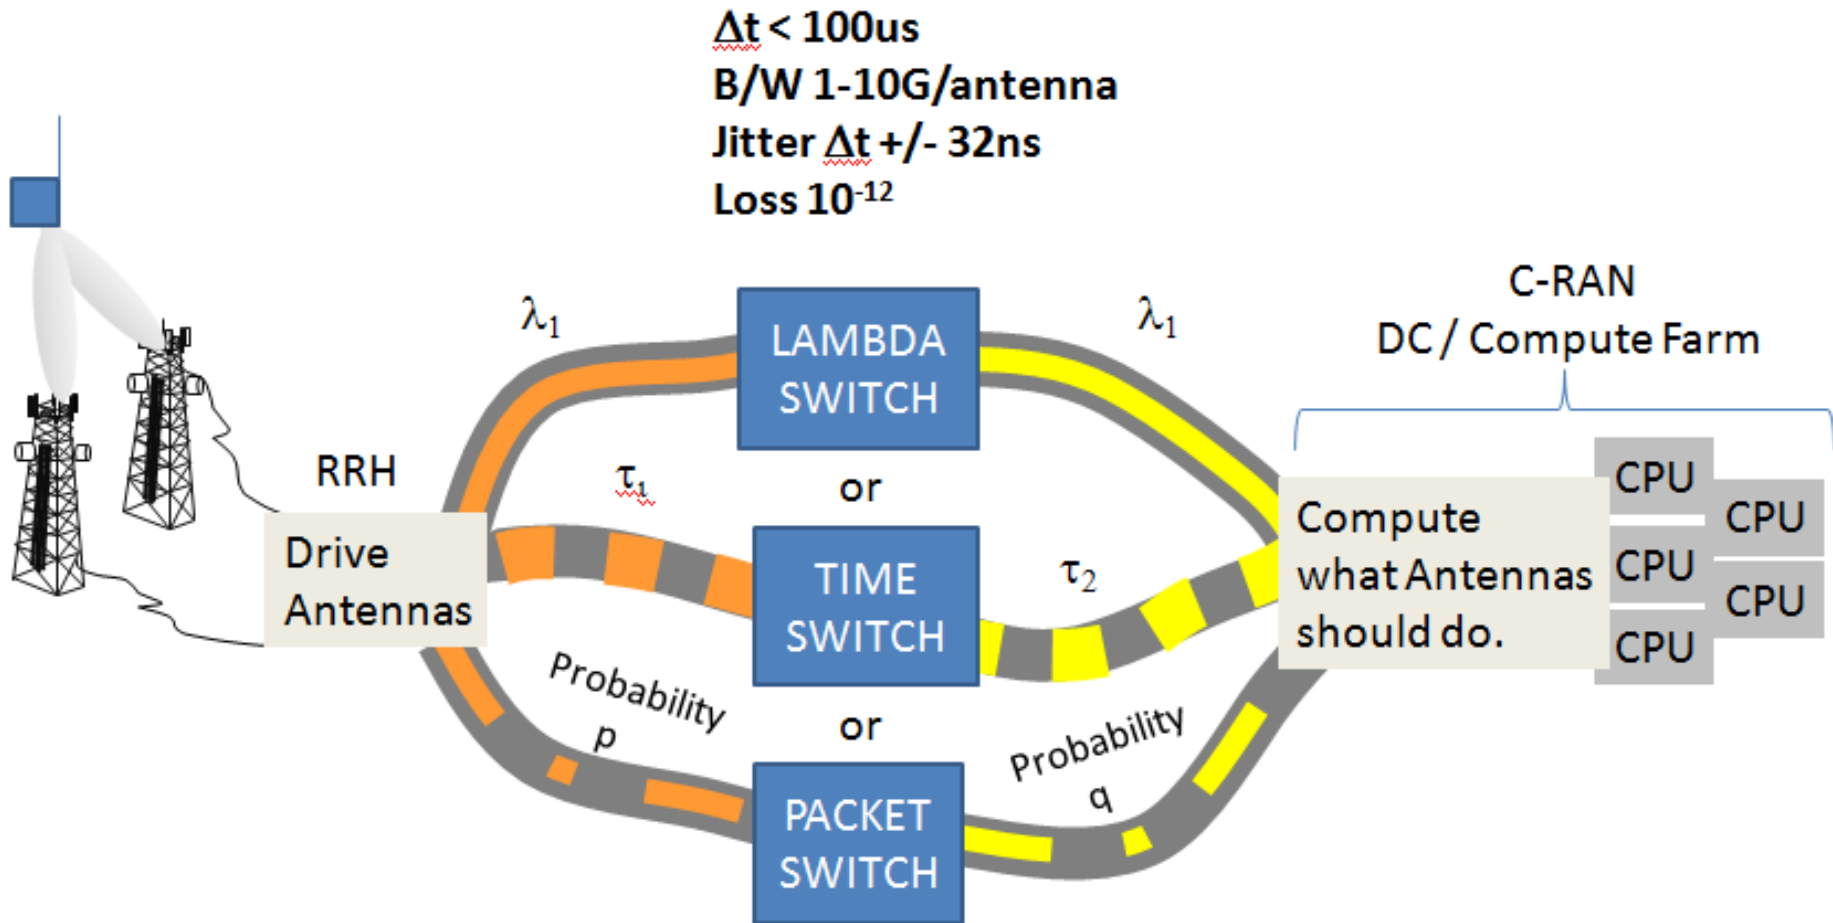 Δt < 100us
B/W 1-10G/antenna
Jitter Δt +/- 32ns
Loss 10⁻¹²
C-RAN
DC / Compute Farm
λ₁
LAMBDA
SWITCH
λ₁
RRH
Drive
Antennas
τ₁
or
TIME
SWITCH
τ₂
Compute
what Antennas
should do.
CPU
CPU
CPU
CPU
CPU
Probability
p
or
Probability
q
PACKET
SWITCH